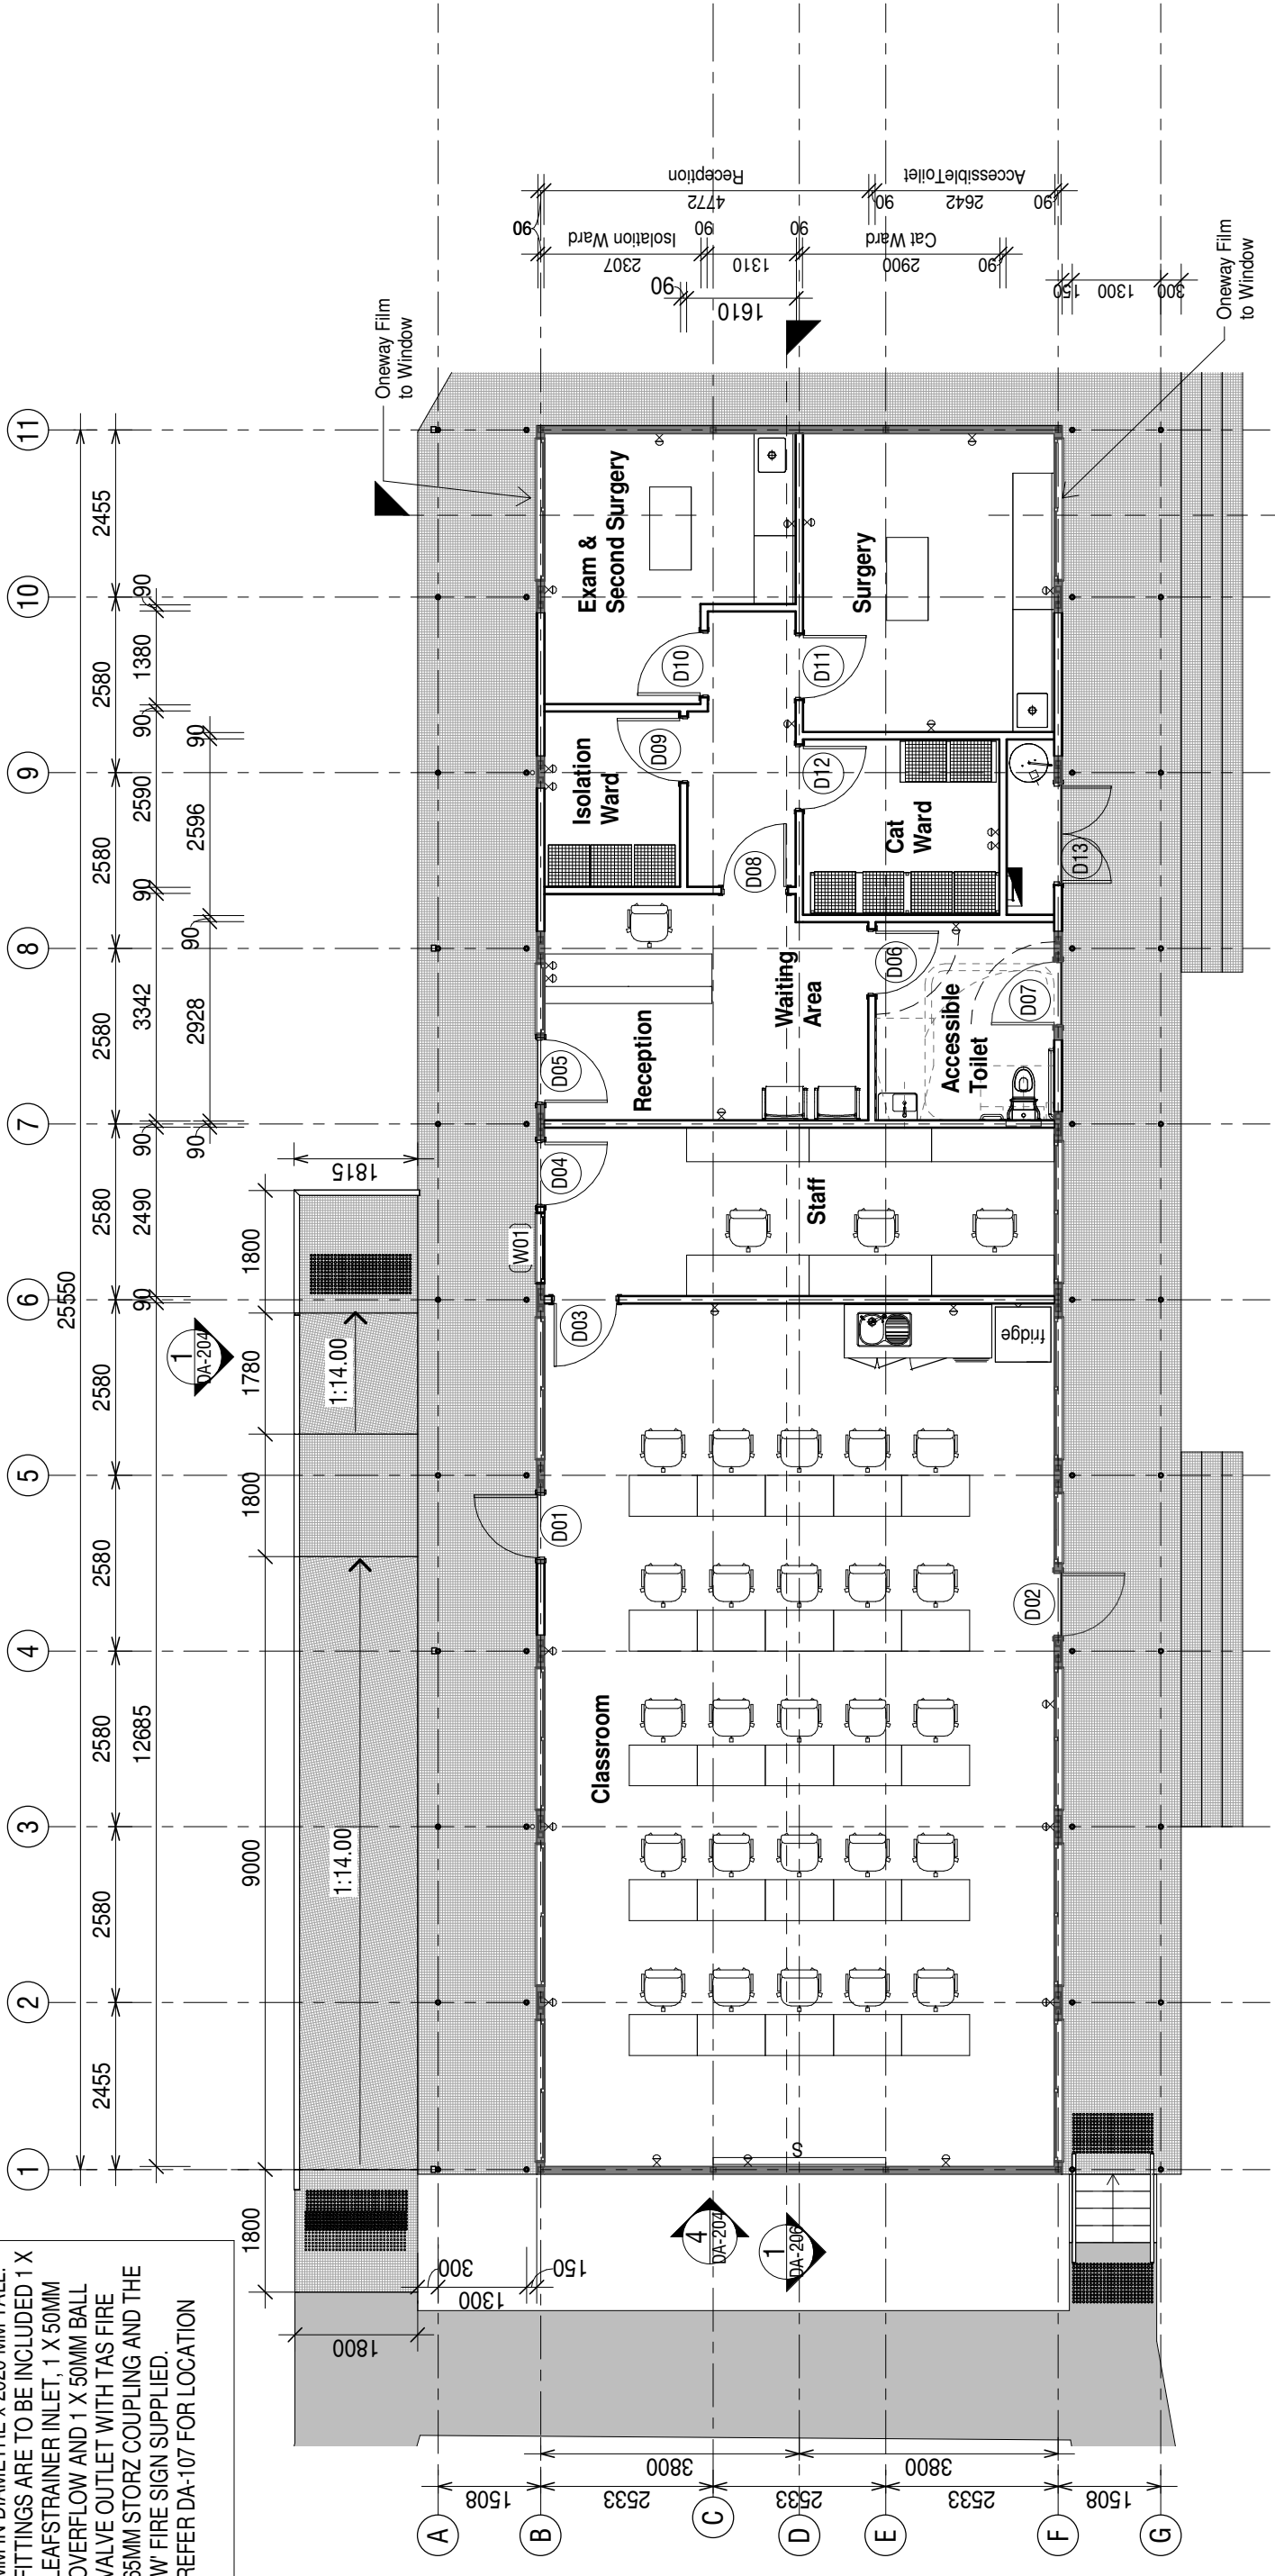 MM IN DIAMETRE X 2020 MM TALL.
FITTINGS ARE TO BE INCLUDED 1 X
LEAFSTRAINER INLET, 1 X 50MM
OVERFLOW AND 1 X 50MM BALL
VALVE OUTLET WITH TAS FIRE
65MM STORZ COUPLING AND THE
W' FIRE SIGN SUPPLIED.
REFER DA-107 FOR LOCATION
1
2
3
4
5
6
7
8
9
10
11
25550
2455
2580
2580
2580
2580
2580
2580
2580
2580
2455
12685
90
2490
90
3342
90
2590
90
1380
90
90
2928
90
2596
90
1800
9000
1800
1780
1800
1815
1800
1:14.00
1:14.00
1
DA-204
4
DA-204
1
DA-206
300
1300
150
A
B
C
D
E
F
G
1508
2533
2533
2533
1508
3800
3800
Classroom
Staff
Reception
Waiting
Area
Accessible
Toilet
Isolation
Ward
Cat
Ward
Exam &
Second Surgery
Surgery
fridge
S
W01
D01
D02
D03
D04
D05
D06
D07
D08
D09
D10
D11
D12
D13
Oneway Film
to Window
Oneway Film
to Window
90
1610
90
2307
Isolation Ward
90
1310
90
2900
Cat Ward
90
4772
Reception
90
2642
AccessibleToilet
90
150
1300
300